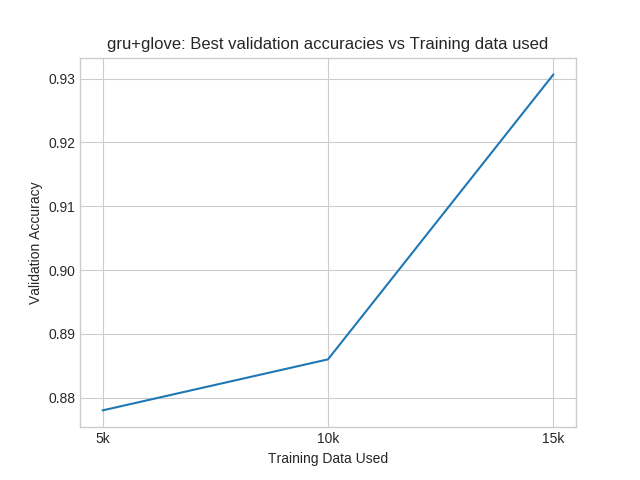 gru+glove: Best validation accuracies vs Training data used
0.93
0.92
0.91
0.90
0.89
0.88
Validation Accuracy
5k
10k
15k
Training Data Used